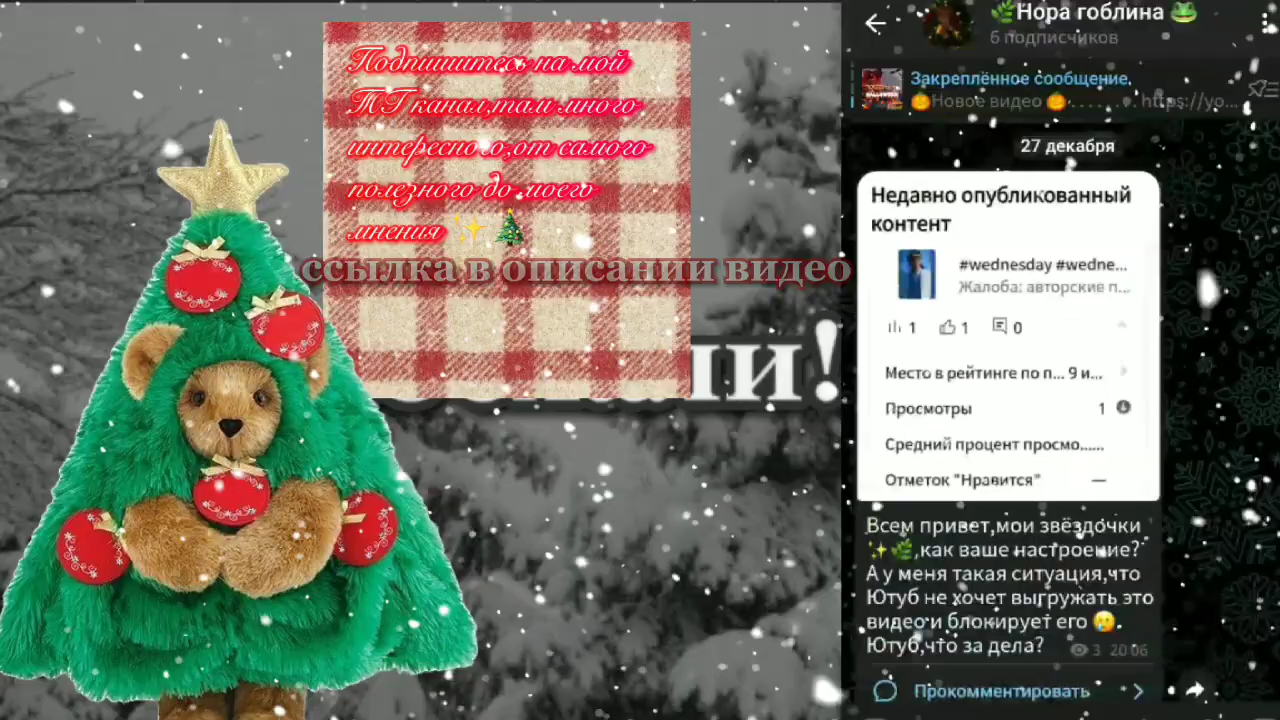 Подпишитесь на мой
ТГ канал,там много
интересного,от самого
полезного до моего
мнения ✨🎄
ссылка в описании видео
ли!
🌿Нора гоблина 🐸
6 подписчиков
Закреплённое сообщение.
🎃Новое видео 🎃........ https://yo...
27 декабря
Недавно опубликованный
контент
#wednesday #wedne...
Жалоба: авторские п...
1 1 0
Место в рейтинге по п... 9 и...
Просмотры 1
Средний процент просмо......
Отметок "Нравится" —
Всем привет,мои звёздочки
✨🌿,как ваше настроение?
А у меня такая ситуация,что
Ютуб не хочет выгружать это
видео и блокирует его 😢.
Ютуб,что за дела? 3 20:06
Прокомментировать